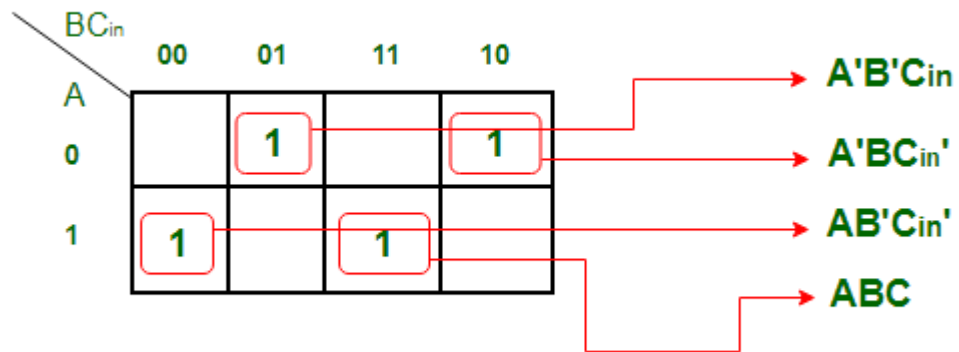 BCin
00 01 11 10
A
0 1 1
1 1 1
A'B'Cin
A'BCin'
AB'Cin'
ABC